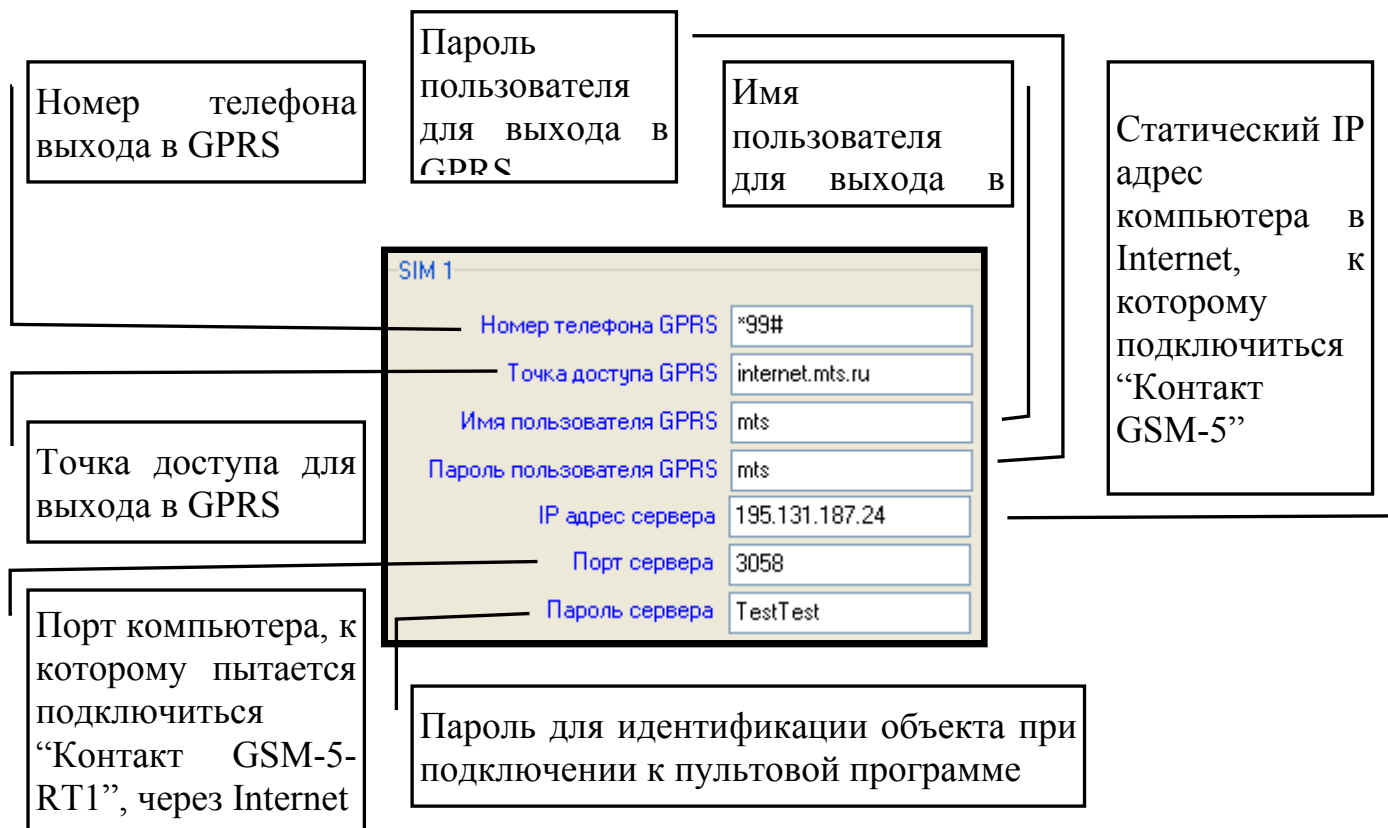 Номер телефона
выхода в GPRS
Пароль
пользователя
для выхода в
GPRS
Имя
пользователя
для выхода в
Статический IP
адрес
компьютера в
Internet, к
которому
подключиться
“Контакт
GSM-5”
SIM 1
Номер телефона GPRS *99#
Точка доступа GPRS internet.mts.ru
Имя пользователя GPRS mts
Пароль пользователя GPRS mts
IP адрес сервера 195.131.187.24
Порт сервера 3058
Пароль сервера TestTest
Точка доступа для
выхода в GPRS
Порт компьютера, к
которому пытается
подключиться
“Контакт GSM-5-
RT1”, через Internet
Пароль для идентификации объекта при
подключении к пультовой программе